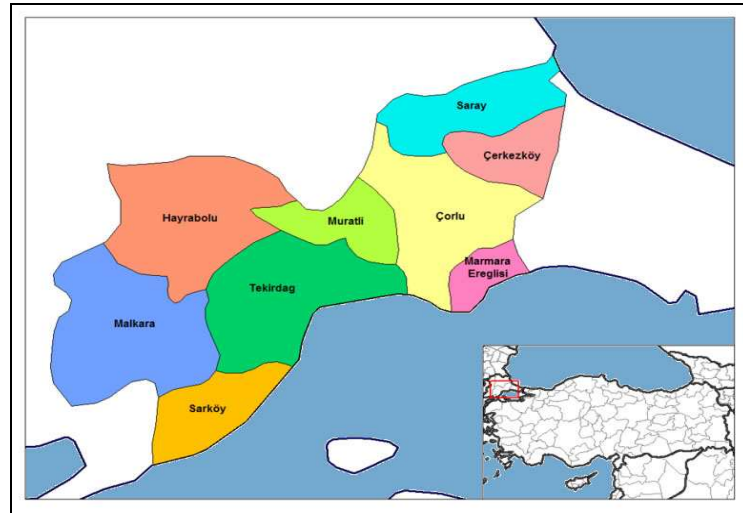 Saray
Çerkezköy
Hayrabolu
Muratli
Çorlu
Marmara
Ereglisi
Tekirdag
Malkara
Sarköy